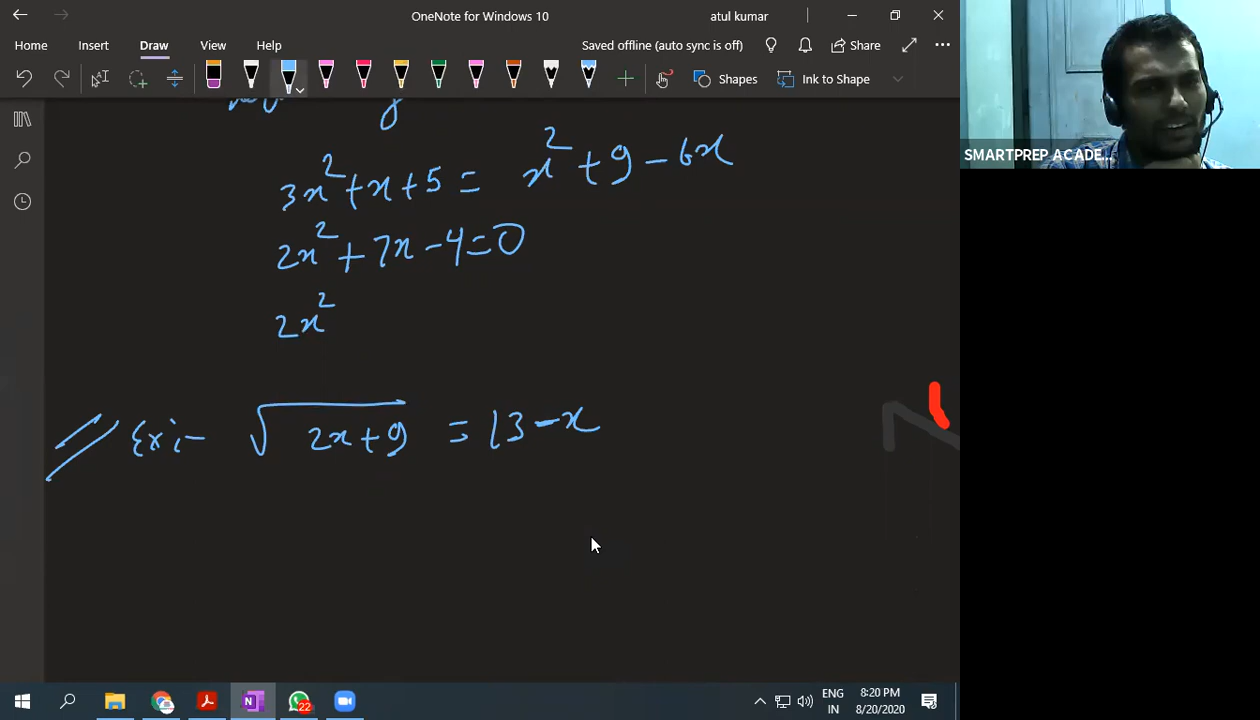 OneNote for Windows 10
atul kumar
Home Insert Draw View Help
Saved offline (auto sync is off)
Share
Shapes
Ink to Shape
SMARTPREP ACADE...
3x²+x+5 = x²+9-6x
2x²+7x-4=0
2x²
Ex:- √2x+9 = 13-x
N
22
ENG
IN
8:20 PM
8/20/2020